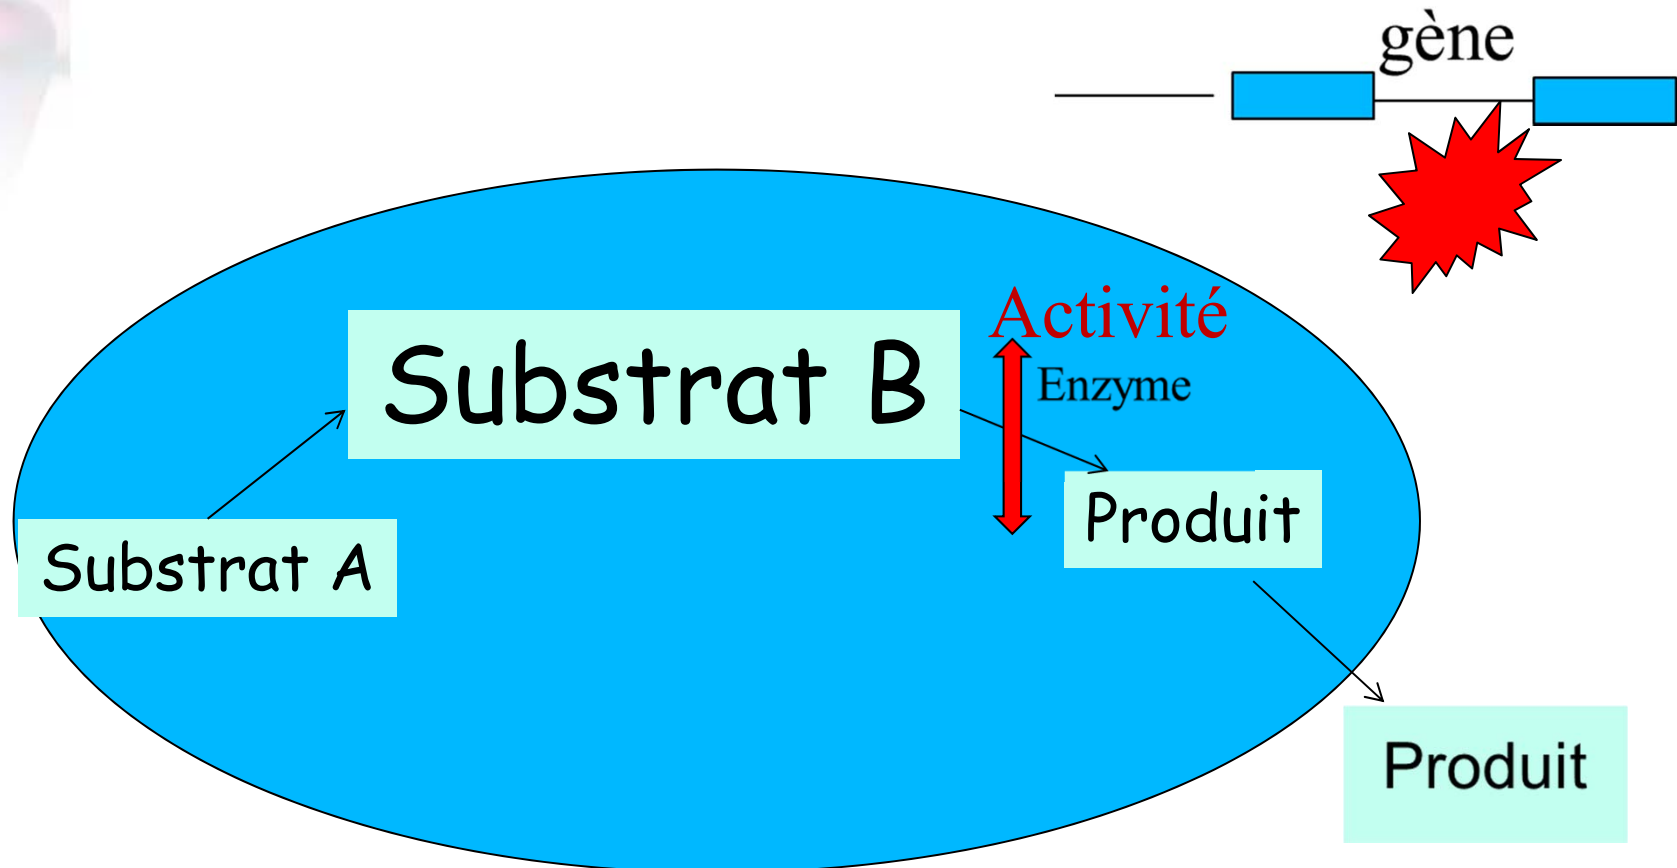 gène
Activité
Substrat B
Enzyme
Produit
Substrat A
Produit